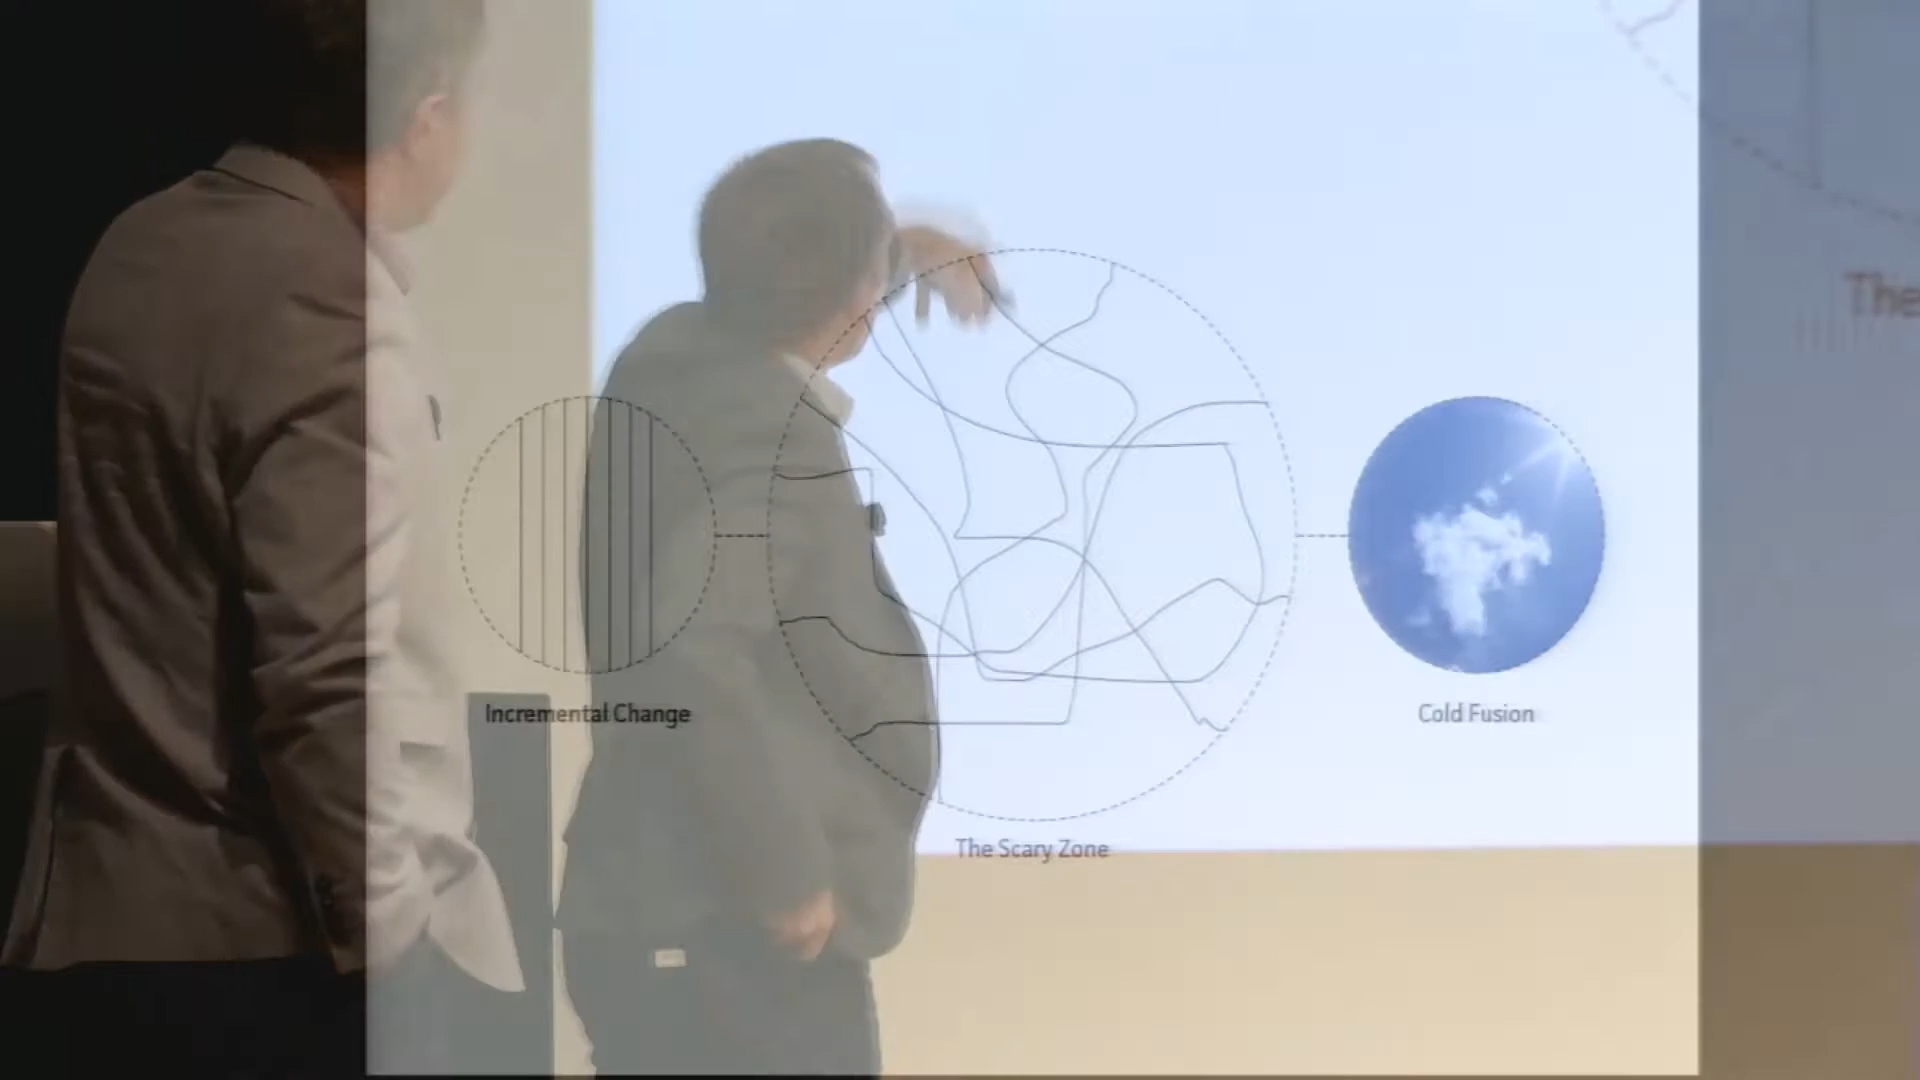 The
Incremental Change
Cold Fusion
The Scary Zone